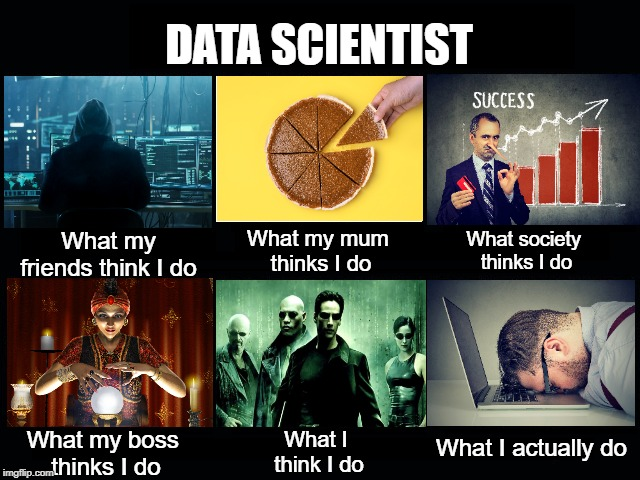 DATA SCIENTIST
SUCCESS
What my
friends think I do
What my mum
thinks I do
What society
thinks I do
What my boss
thinks I do
What I
think I do
What I actually do
imgflip.com